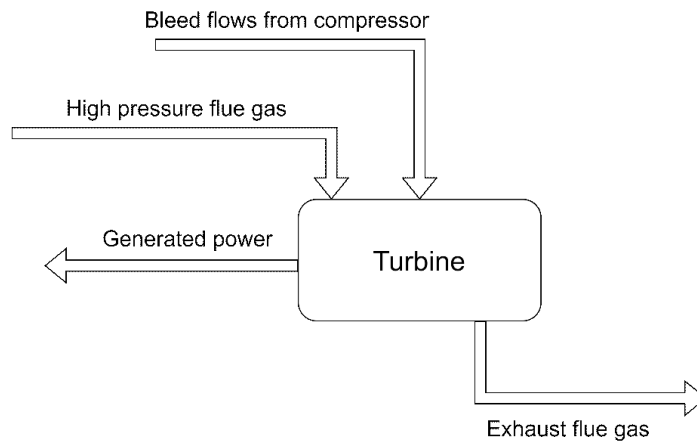 Bleed flows from compressor
High pressure flue gas
Generated power
Turbine
Exhaust flue gas